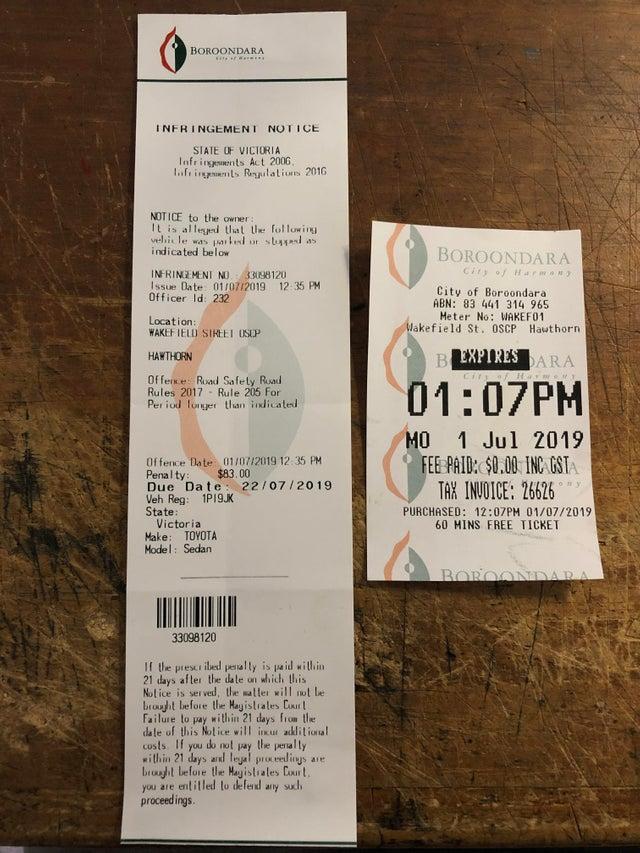 BOROONDARA
City of Harmony
INFRINGEMENT NOTICE
STATE OF VICTORIA
Infringements Act 2006,
Infringements Regulations 2016
NOTICE to the owner:
It is alleged that the following
vehicle was parked or stopped as
indicated below
INFRINGEMENT NO.: 33098120
Issue Date: 01/07/2019 12:35 PM
Officer Id: 232
Location:
WAKEFIELD STREET OSCP
HAWTHORN
Offence: Road Safety Road
Rules 2017 - Rule 205 For
Period longer than indicated
Offence Date: 01/07/2019 12:35 PM
Penalty: $83.00
Due Date: 22/07/2019
Veh Reg: 1PI9JK
State:
Victoria
Make: TOYOTA
Model: Sedan
33098120
If the prescribed penalty is paid within
21 days after the date on which this
Notice is served, the matter will not be
brought before the Magistrates Court
Failure to pay within 21 days from the
date of this Notice will incur additional
costs. If you do not pay the penalty
within 21 days and legal proceedings are
brought before the Magistrates Court,
you are entitled to defend any such
proceedings.
BOROONDARA
City of Harmony
City of Boroondara
ABN: 83 441 314 965
Meter No: WAKEF01
Wakefield St. OSCP Hawthorn
EXPIRES
01:07PM
MO 1 Jul 2019
FEE PAID: $0.00 INC GST
TAX INVOICE: 26626
PURCHASED: 12:07PM 01/07/2019
60 MINS FREE TICKET
BOROONDARA